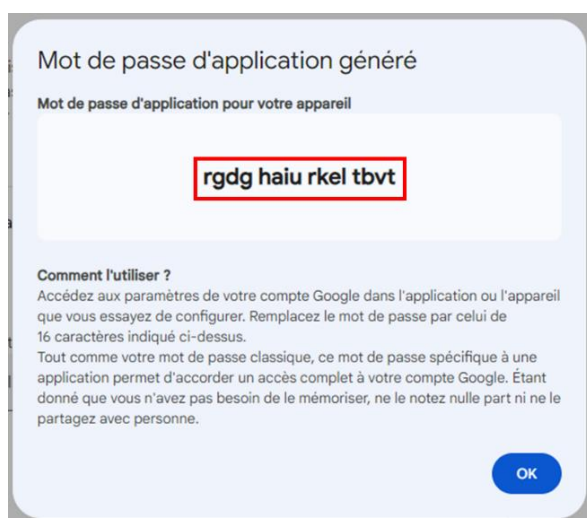 Mot de passe d'application généré
Mot de passe d'application pour votre appareil
rgdg haiu rkel tbvt
Comment l'utiliser ?
Accédez aux paramètres de votre compte Google dans l'application ou l'appareil
que vous essayez de configurer. Remplacez le mot de passe par celui de
16 caractères indiqué ci-dessus.
Tout comme votre mot de passe classique, ce mot de passe spécifique à une
application permet d'accorder un accès complet à votre compte Google. Étant
donné que vous n'avez pas besoin de le mémoriser, ne le notez nulle part ni ne le
partagez avec personne.
OK